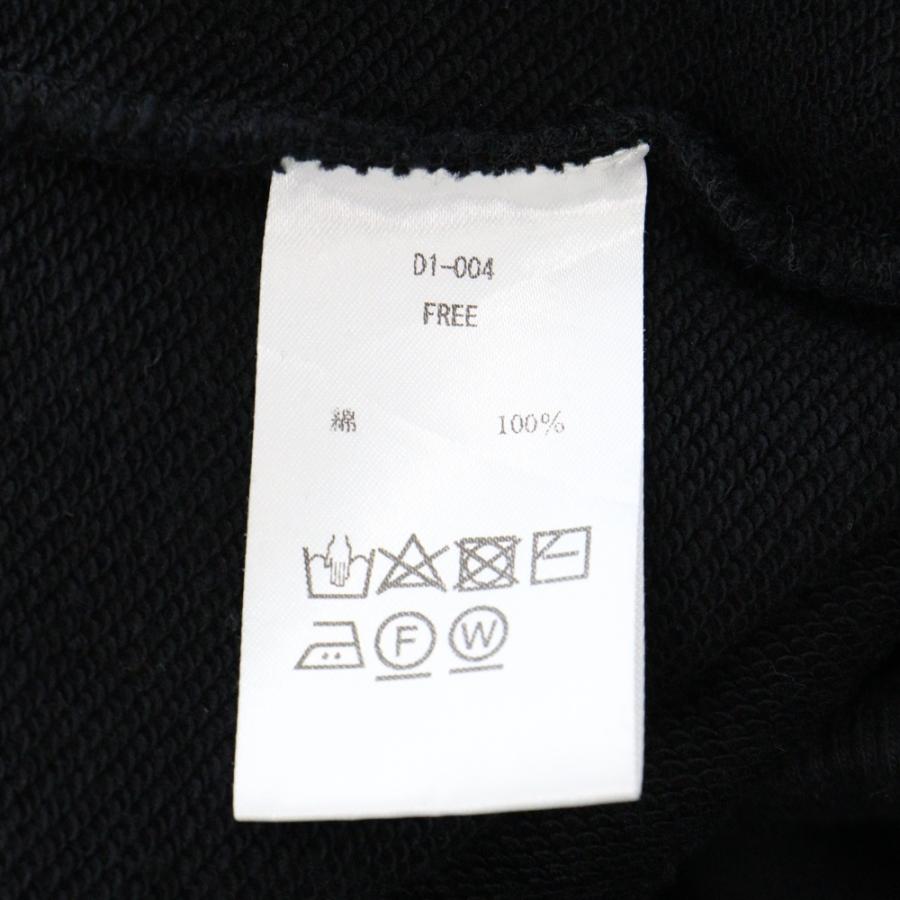 D1-004
FREE
綿 100%
F W